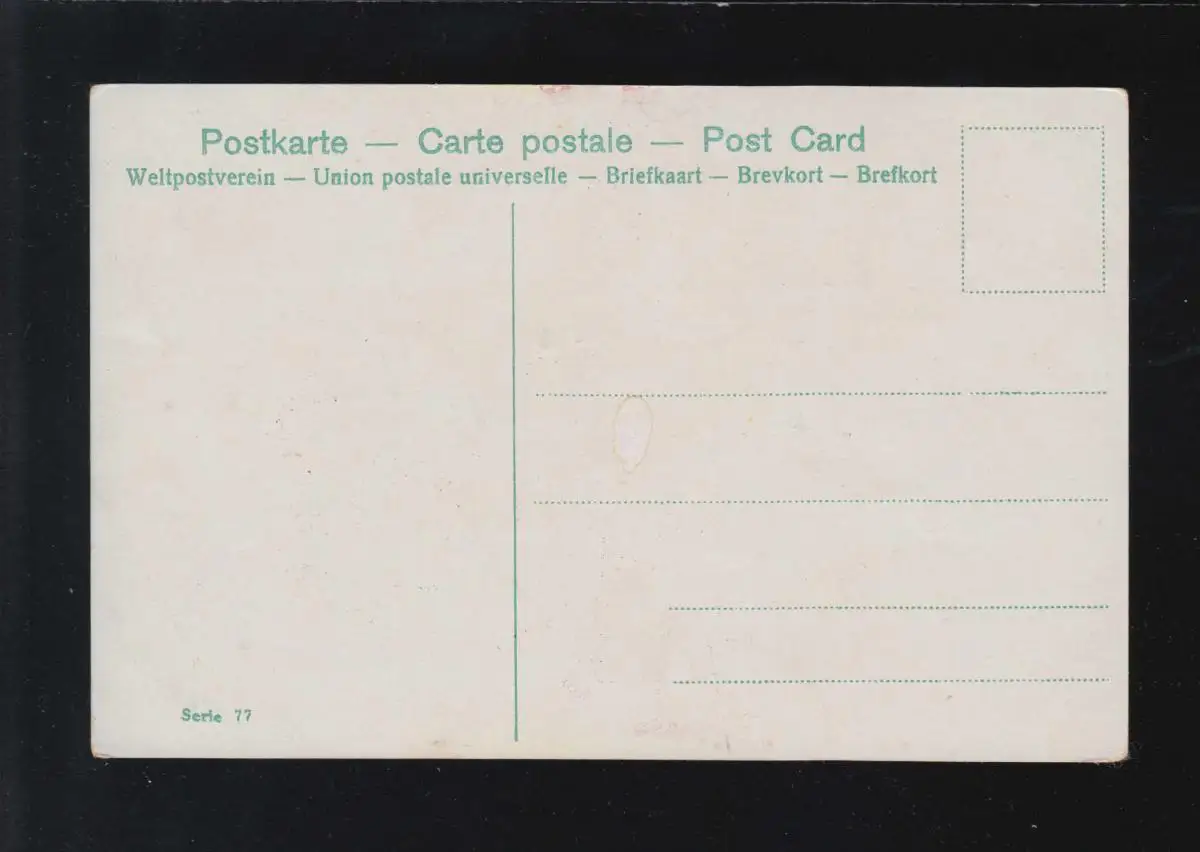 Postkarte — Carte postale — Post Card
Weltpostverein — Union postale universelle — Briefkaart — Brevkort — Brefkort
Serie 77